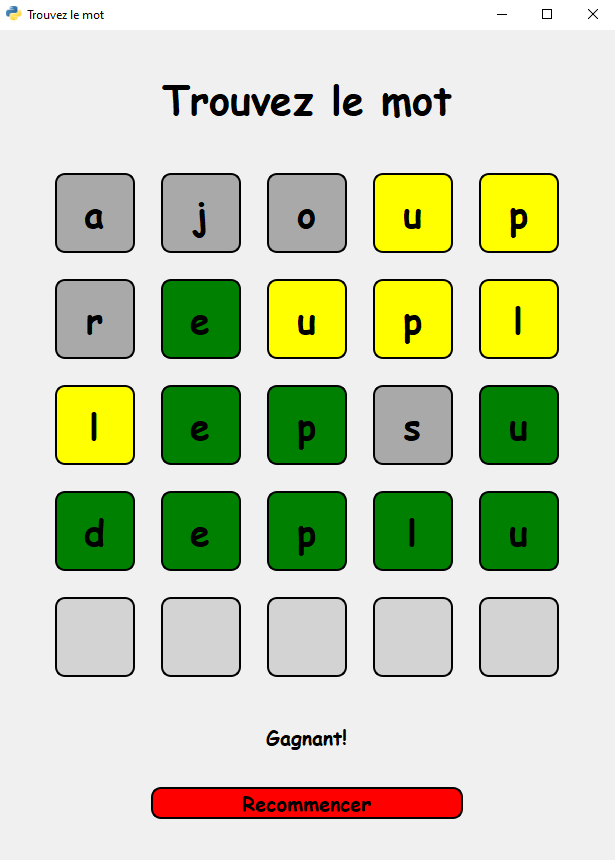 Trouvez le mot
Trouvez le mot
a j o u p
r e u p l
l e p s u
d e p l u
Gagnant!
Recommencer